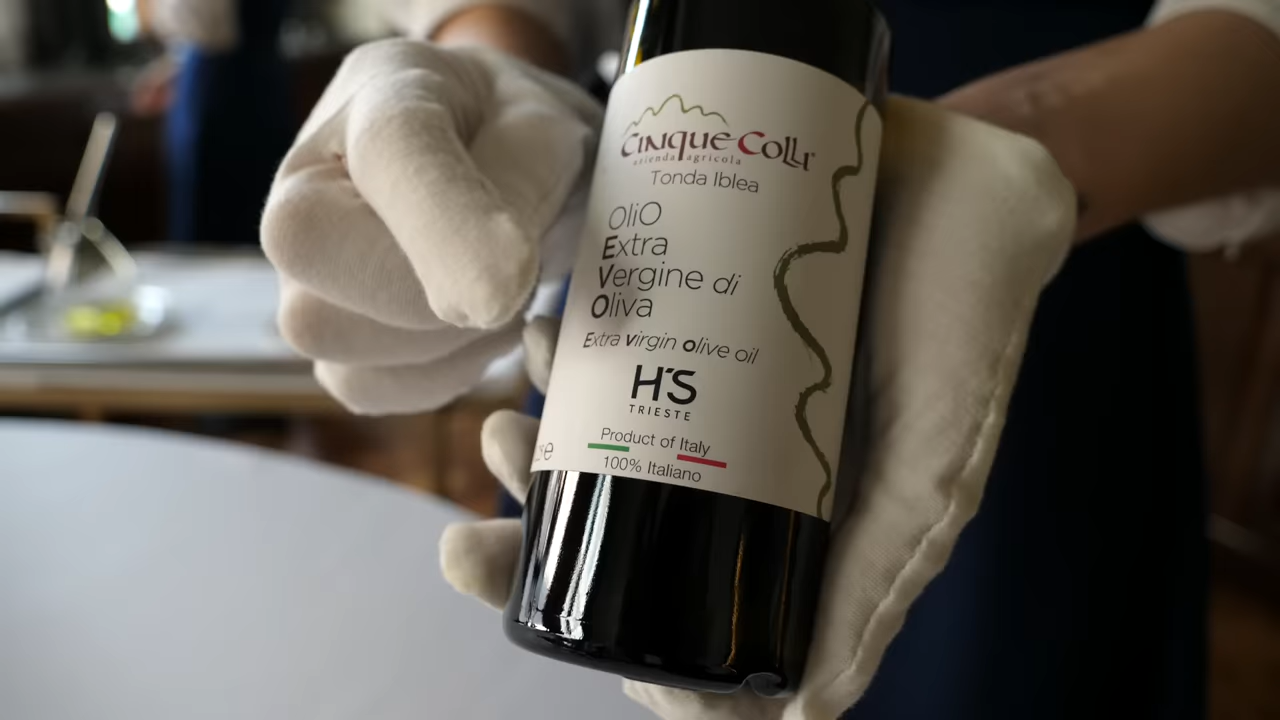 CINQUE COLLI
azienda agricola
Tonda Iblea
OliO
Extra
Vergine di
Oliva
Extra virgin olive oil
H'S
TRIESTE
Product of Italy
100% Italiano
e